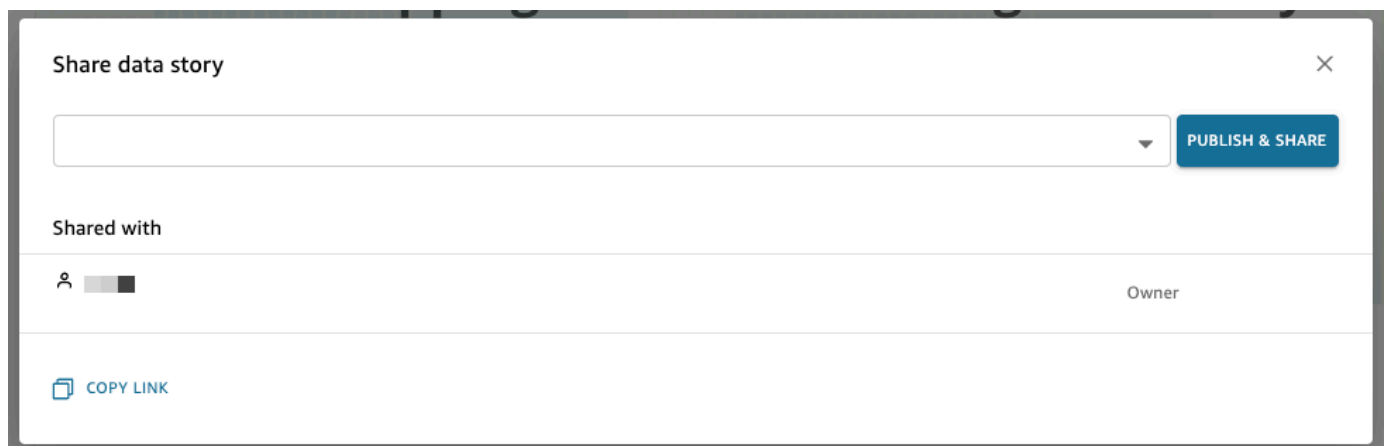 Share data story
PUBLISH & SHARE
Shared with
Owner
COPY LINK